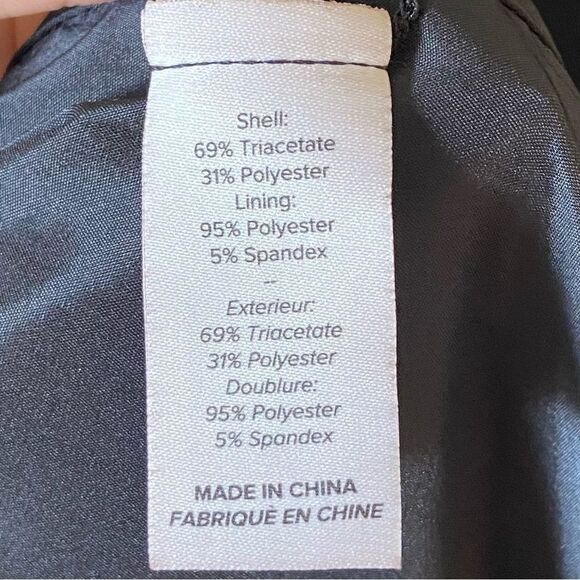 Shell:
69% Triacetate
31% Polyester
Lining:
95% Polyester
5% Spandex
--
Exterieur:
69% Triacetate
31% Polyester
Doublure:
95% Polyester
5% Spandex
MADE IN CHINA
FABRIQUÉ EN CHINE